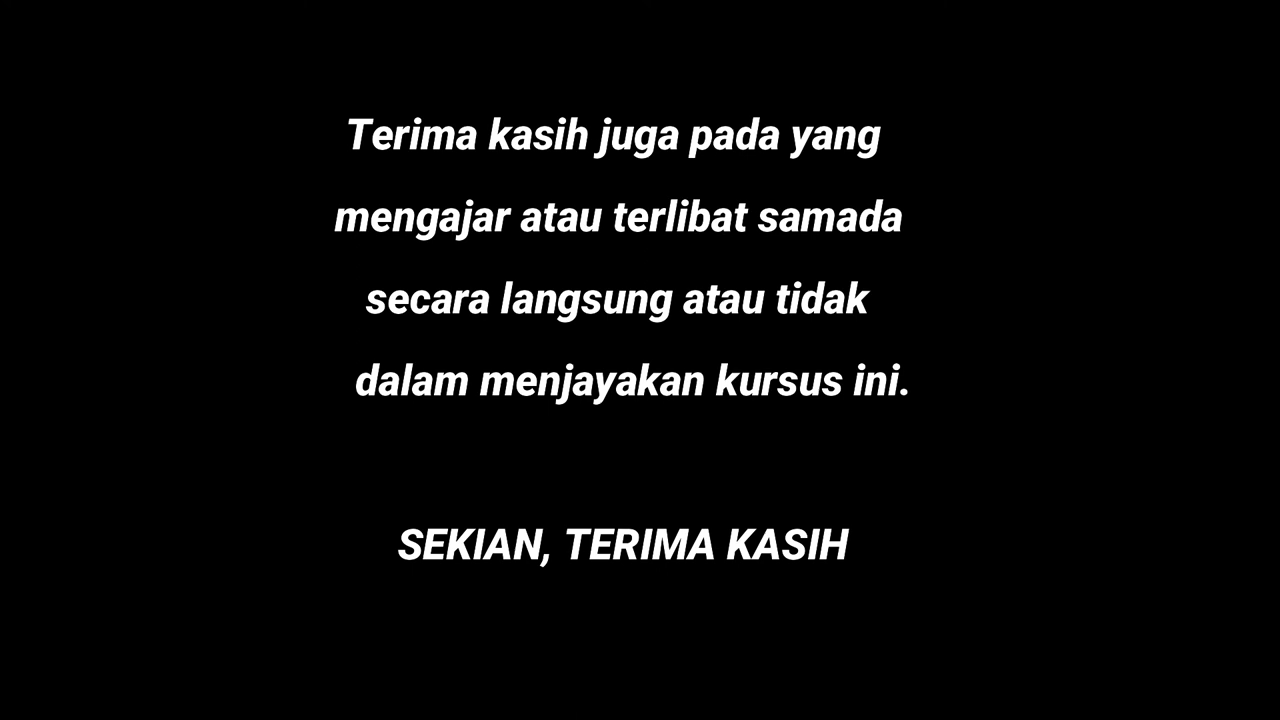 Terima kasih juga pada yang
mengajar atau terlibat samada
secara langsung atau tidak
dalam menjayakan kursus ini.
SEKIAN, TERIMA KASIH